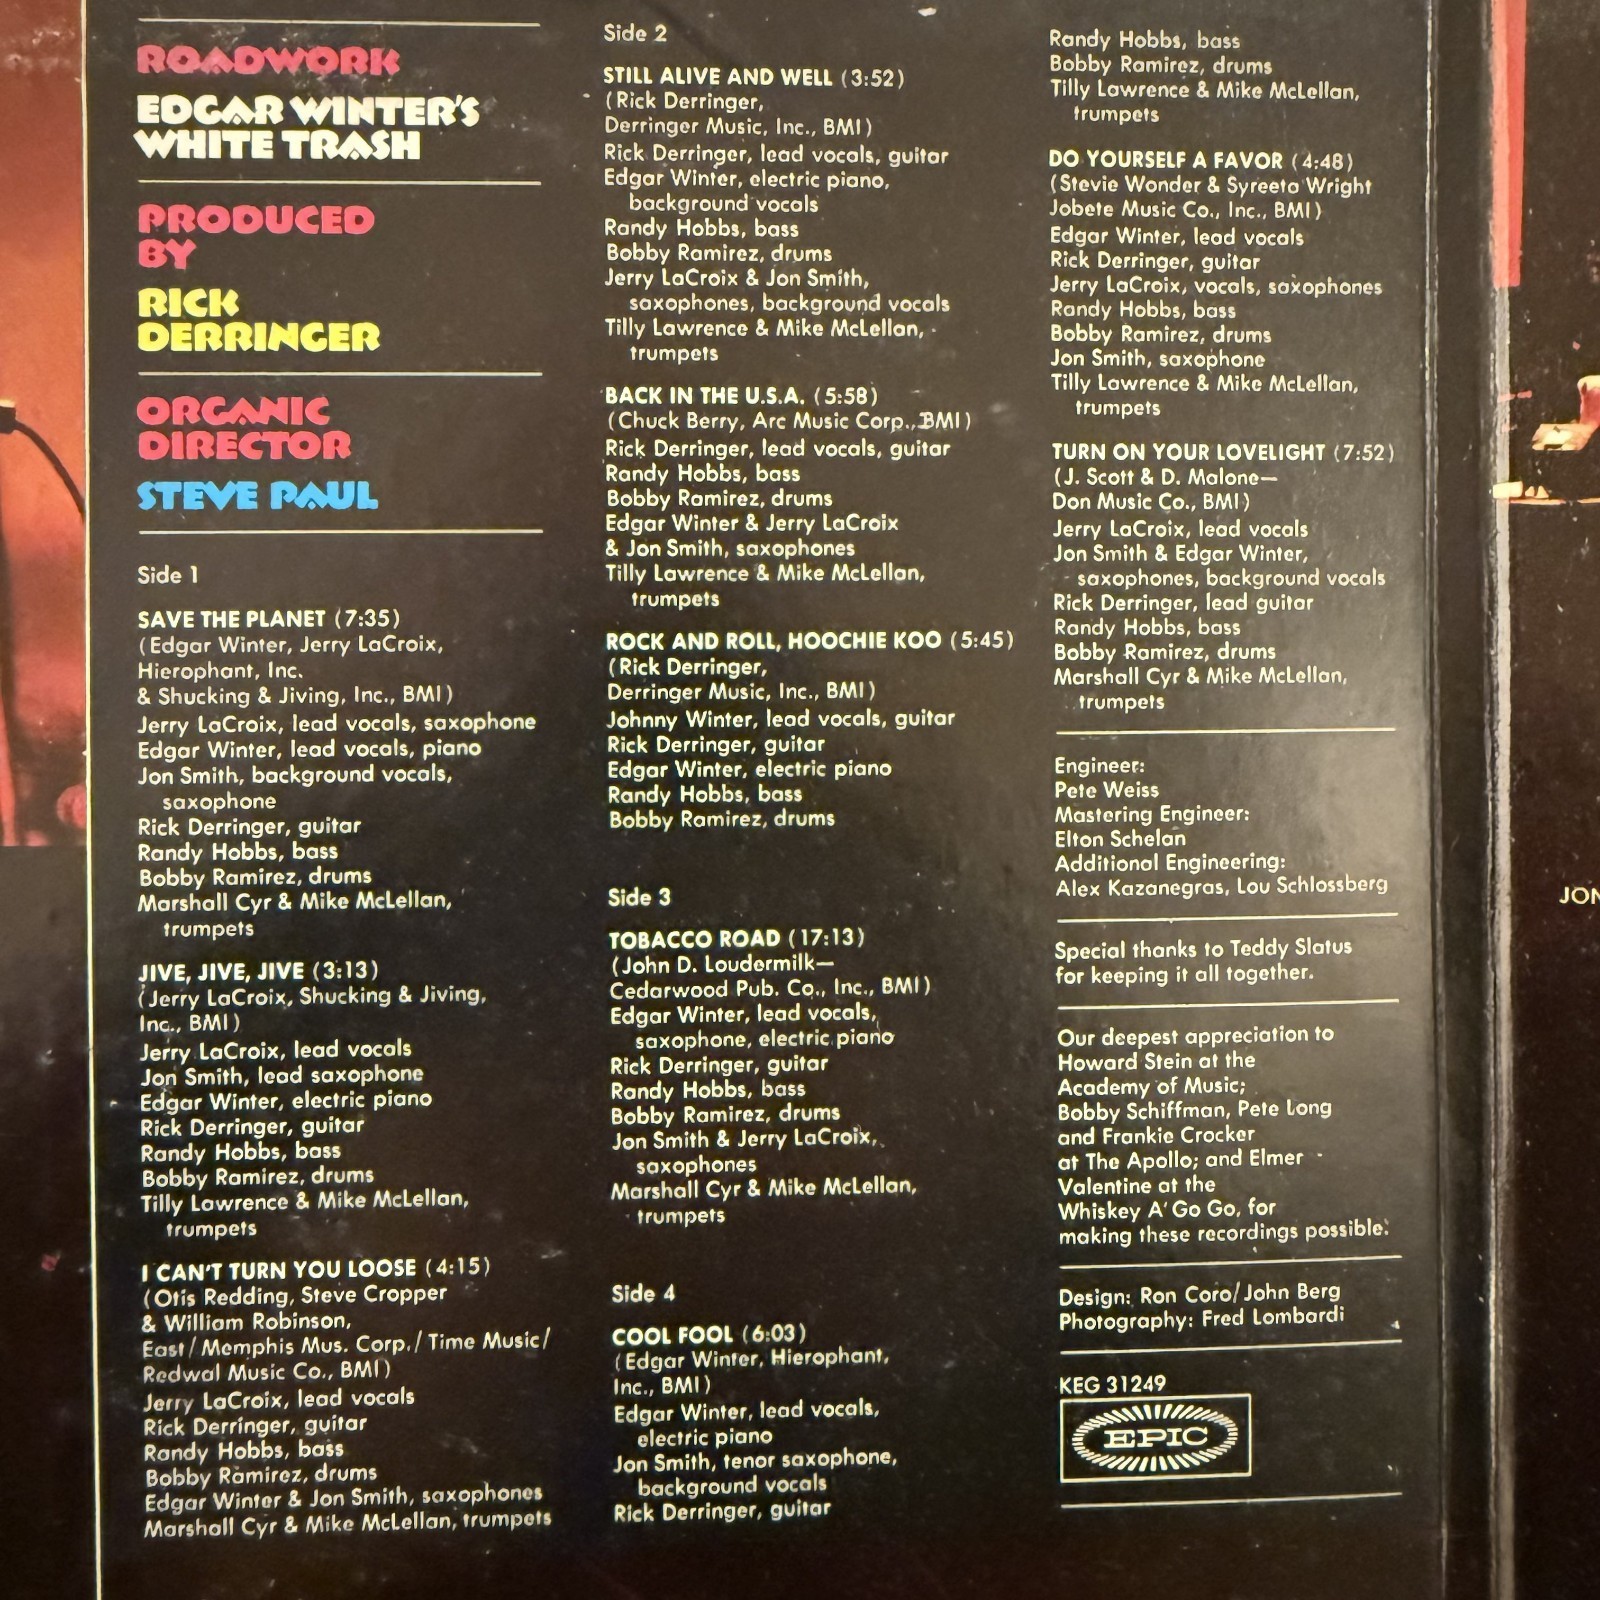 ROADWORK
EDGAR WINTER'S
WHITE TRASH
PRODUCED
BY
RICK
DERRINGER
ORGANIC
DIRECTOR
STEVE PAUL
Side 1
SAVE THE PLANET (7:35)
(Edgar Winter, Jerry LaCroix,
Hierophant, Inc.
& Shucking & Jiving, Inc., BMI)
Jerry LaCroix, lead vocals, saxophone
Edgar Winter, lead vocals, piano
Jon Smith, background vocals,
saxophone
Rick Derringer, guitar
Randy Hobbs, bass
Bobby Ramirez, drums
Marshall Cyr & Mike McLellan,
trumpets
JIVE, JIVE, JIVE (3:13)
(Jerry LaCroix, Shucking & Jiving,
Inc., BMI)
Jerry LaCroix, lead vocals
Jon Smith, lead saxophone
Edgar Winter, electric piano
Rick Derringer, guitar
Randy Hobbs, bass
Bobby Ramirez, drums
Tilly Lawrence & Mike McLellan,
trumpets
I CAN'T TURN YOU LOOSE (4:15)
(Otis Redding, Steve Cropper
& William Robinson,
East/Memphis Mus. Corp./Time Music/
Redwal Music Co., BMI)
Jerry LaCroix, lead vocals
Rick Derringer, guitar
Randy Hobbs, bass
Bobby Ramirez, drums
Edgar Winter & Jon Smith, saxophones
Marshall Cyr & Mike McLellan, trumpets
Side 2
STILL ALIVE AND WELL (3:52)
(Rick Derringer,
Derringer Music, Inc., BMI)
Rick Derringer, lead vocals, guitar
Edgar Winter, electric piano,
background vocals
Randy Hobbs, bass
Bobby Ramirez, drums
Jerry LaCroix & Jon Smith,
saxophones, background vocals
Tilly Lawrence & Mike McLellan,
trumpets
BACK IN THE U.S.A. (5:58)
(Chuck Berry, Arc Music Corp., BMI)
Rick Derringer, lead vocals, guitar
Randy Hobbs, bass
Bobby Ramirez, drums
Edgar Winter & Jerry LaCroix
& Jon Smith, saxophones
Tilly Lawrence & Mike McLellan,
trumpets
ROCK AND ROLL, HOOCHIE KOO (5:45)
(Rick Derringer,
Derringer Music, Inc., BMI)
Johnny Winter, lead vocals, guitar
Rick Derringer, guitar
Edgar Winter, electric piano
Randy Hobbs, bass
Bobby Ramirez, drums
Side 3
TOBACCO ROAD (17:13)
(John D. Loudermilk—
Cedarwood Pub. Co., Inc., BMI)
Edgar Winter, lead vocals,
saxophone, electric piano
Rick Derringer, guitar
Randy Hobbs, bass
Bobby Ramirez, drums
Jon Smith & Jerry LaCroix,
saxophones
Marshall Cyr & Mike McLellan,
trumpets
Side 4
COOL FOOL (6:03)
(Edgar Winter, Hierophant,
Inc., BMI)
Edgar Winter, lead vocals,
electric piano
Jon Smith, tenor saxophone,
background vocals
Rick Derringer, guitar
Randy Hobbs, bass
Bobby Ramirez, drums
Tilly Lawrence & Mike McLellan,
trumpets
DO YOURSELF A FAVOR (4:48)
(Stevie Wonder & Syreeta Wright
Jobete Music Co., Inc., BMI)
Edgar Winter, lead vocals
Rick Derringer, guitar
Jerry LaCroix, vocals, saxophones
Randy Hobbs, bass
Bobby Ramirez, drums
Jon Smith, saxophone
Tilly Lawrence & Mike McLellan,
trumpets
TURN ON YOUR LOVELIGHT (7:52)
(J. Scott & D. Malone—
Don Music Co., BMI)
Jerry LaCroix, lead vocals
Jon Smith & Edgar Winter,
saxophones, background vocals
Rick Derringer, lead guitar
Randy Hobbs, bass
Bobby Ramirez, drums
Marshall Cyr & Mike McLellan,
trumpets
Engineer:
Pete Weiss
Mastering Engineer:
Elton Schelan
Additional Engineering:
Alex Kazanegras, Lou Schlossberg
Special thanks to Teddy Slatus
for keeping it all together.
Our deepest appreciation to
Howard Stein at the
Academy of Music;
Bobby Schiffman, Pete Long
and Frankie Crocker
at The Apollo; and Elmer
Valentine at the
Whiskey A' Go Go, for
making these recordings possible.
Design: Ron Coro/John Berg
Photography: Fred Lombardi
KEG 31249
EPIC
JON